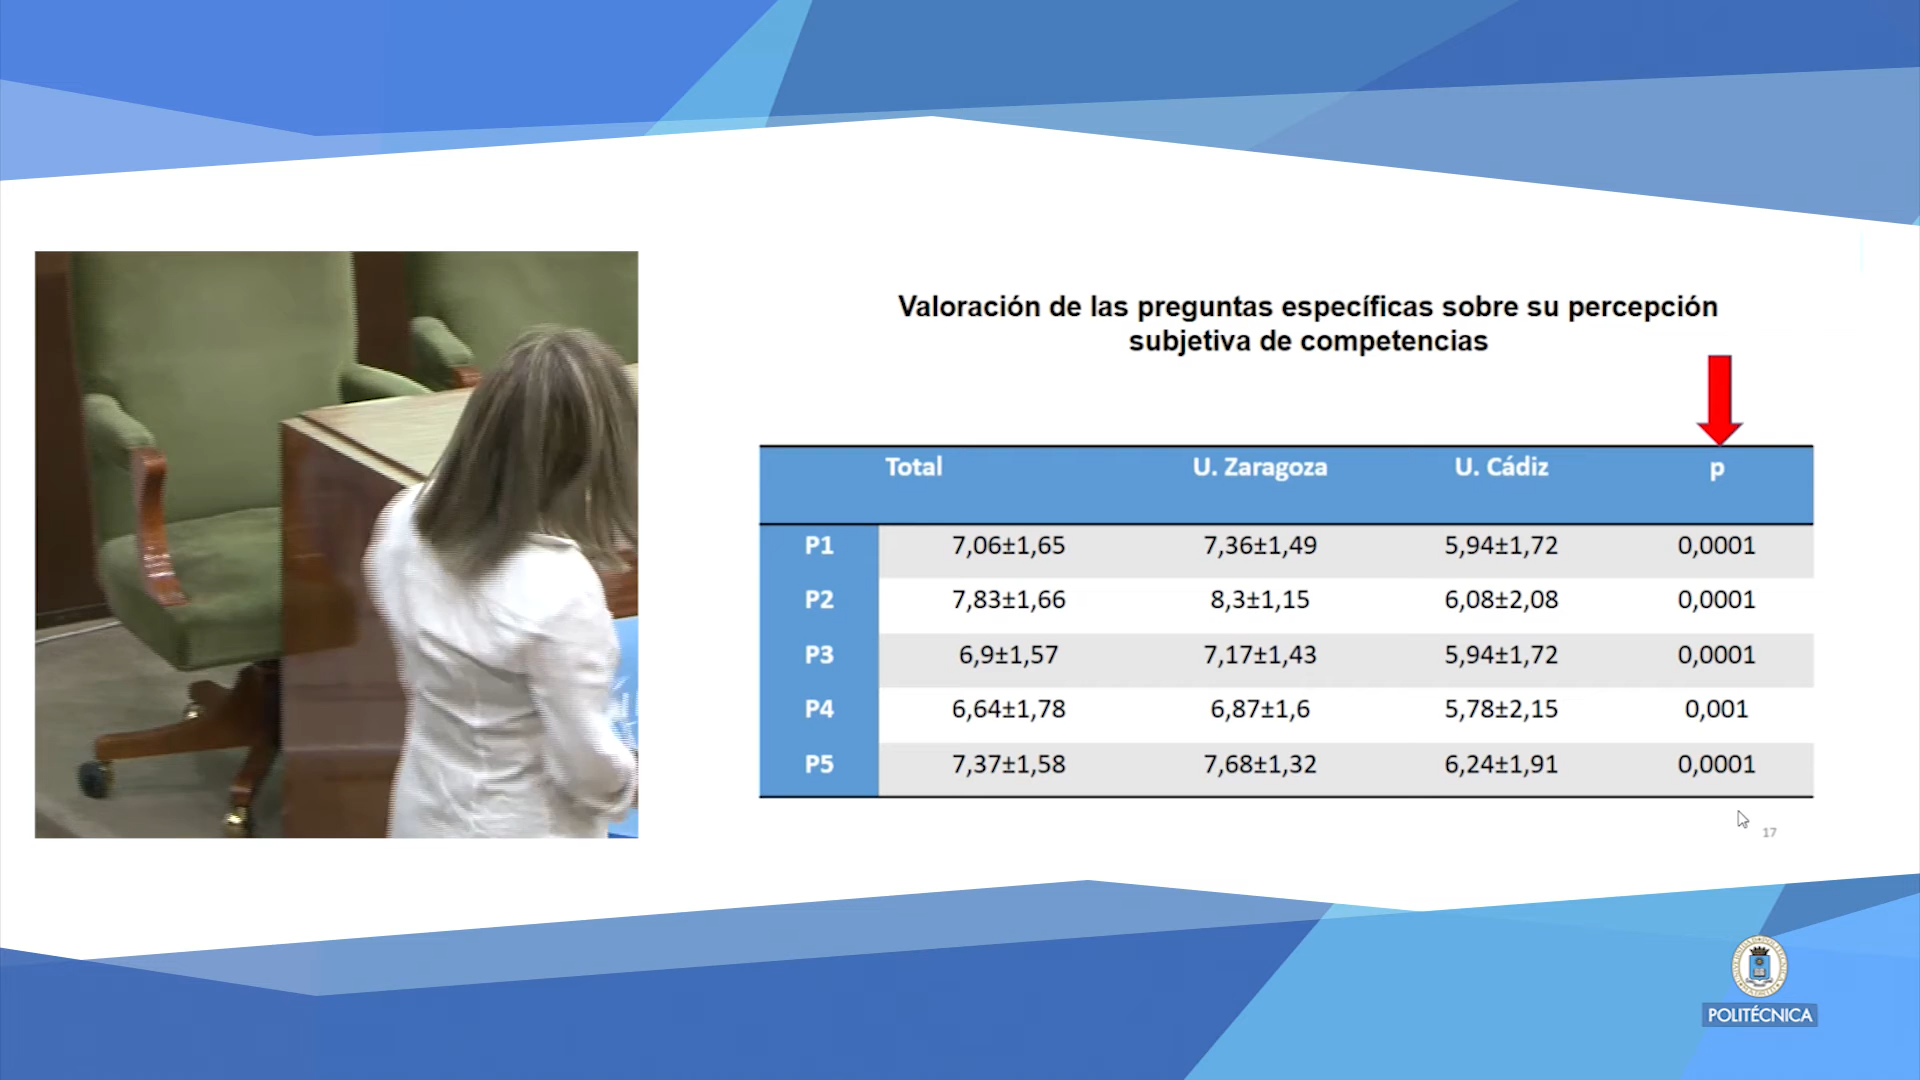 Valoración de las preguntas específicas sobre su percepción
subjetiva de competencias
Total U. Zaragoza U. Cádiz p
P1 7,06±1,65 7,36±1,49 5,94±1,72 0,0001
P2 7,83±1,66 8,3±1,15 6,08±2,08 0,0001
P3 6,9±1,57 7,17±1,43 5,94±1,72 0,0001
P4 6,64±1,78 6,87±1,6 5,78±2,15 0,001
P5 7,37±1,58 7,68±1,32 6,24±1,91 0,0001
17
POLITÉCNICA